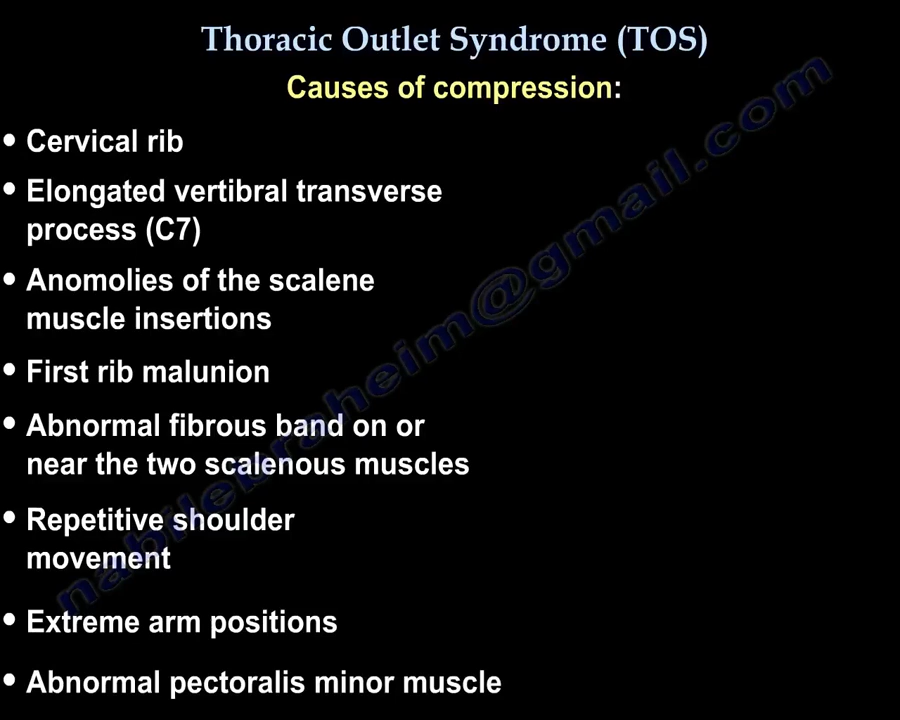 Thoracic Outlet Syndrome (TOS)
Causes of compression:
• Cervical rib
• Elongated vertibral transverse
process (C7)
• Anomolies of the scalene
muscle insertions
• First rib malunion
• Abnormal fibrous band on or
near the two scalenous muscles
• Repetitive shoulder
movement
• Extreme arm positions
• Abnormal pectoralis minor muscle
nabilebraheim@gmail.com